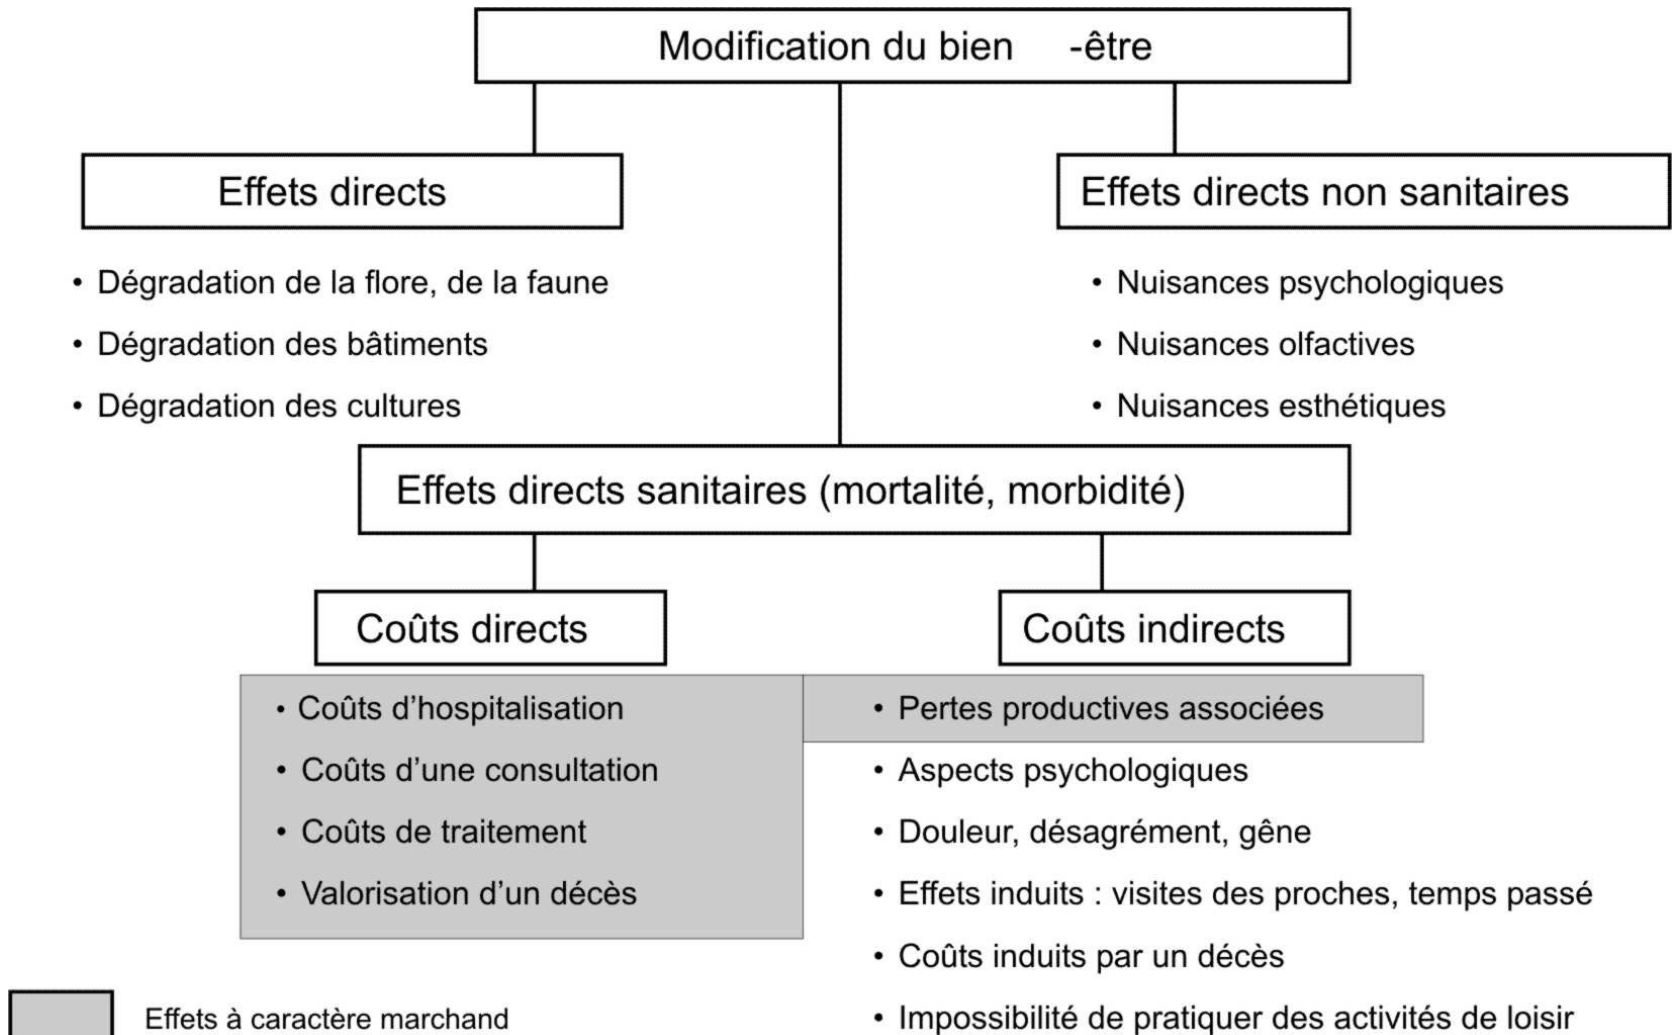 Modification du bien -être
Effets directs
Effets directs non sanitaires
• Dégradation de la flore, de la faune
• Dégradation des bâtiments
• Dégradation des cultures
• Nuisances psychologiques
• Nuisances olfactives
• Nuisances esthétiques
Effets directs sanitaires (mortalité, morbidité)
Coûts directs
• Coûts d’hospitalisation
• Coûts d’une consultation
• Coûts de traitement
• Valorisation d’un décès
Coûts indirects
• Pertes productives associées
• Aspects psychologiques
• Douleur, désagrément, gêne
• Effets induits : visites des proches, temps passé
• Coûts induits par un décès
• Impossibilité de pratiquer des activités de loisir
Effets à caractère marchand